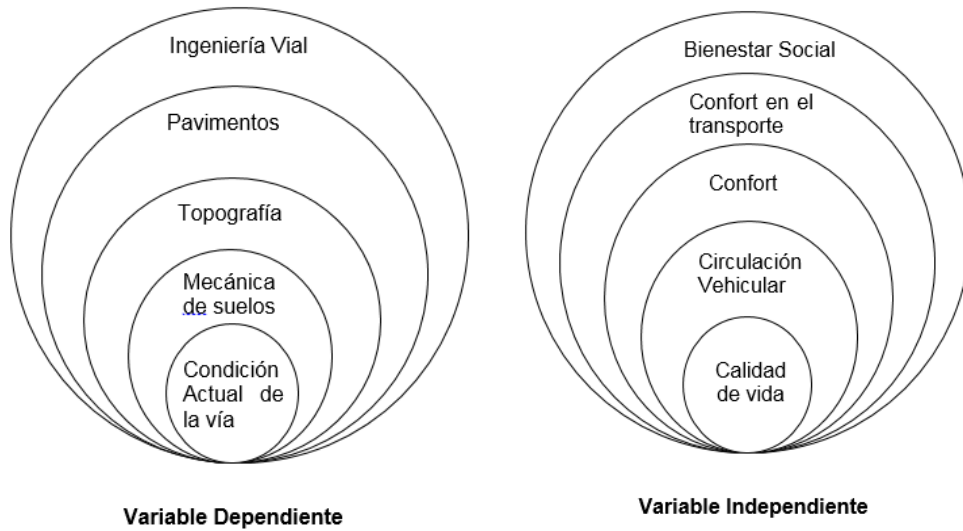 Ingeniería Vial
Pavimentos
Topografía
Mecánica
de suelos
Condición
Actual de
la vía
Variable Dependiente
Bienestar Social
Confort en el
transporte
Confort
Circulación
Vehicular
Calidad
de vida
Variable Independiente